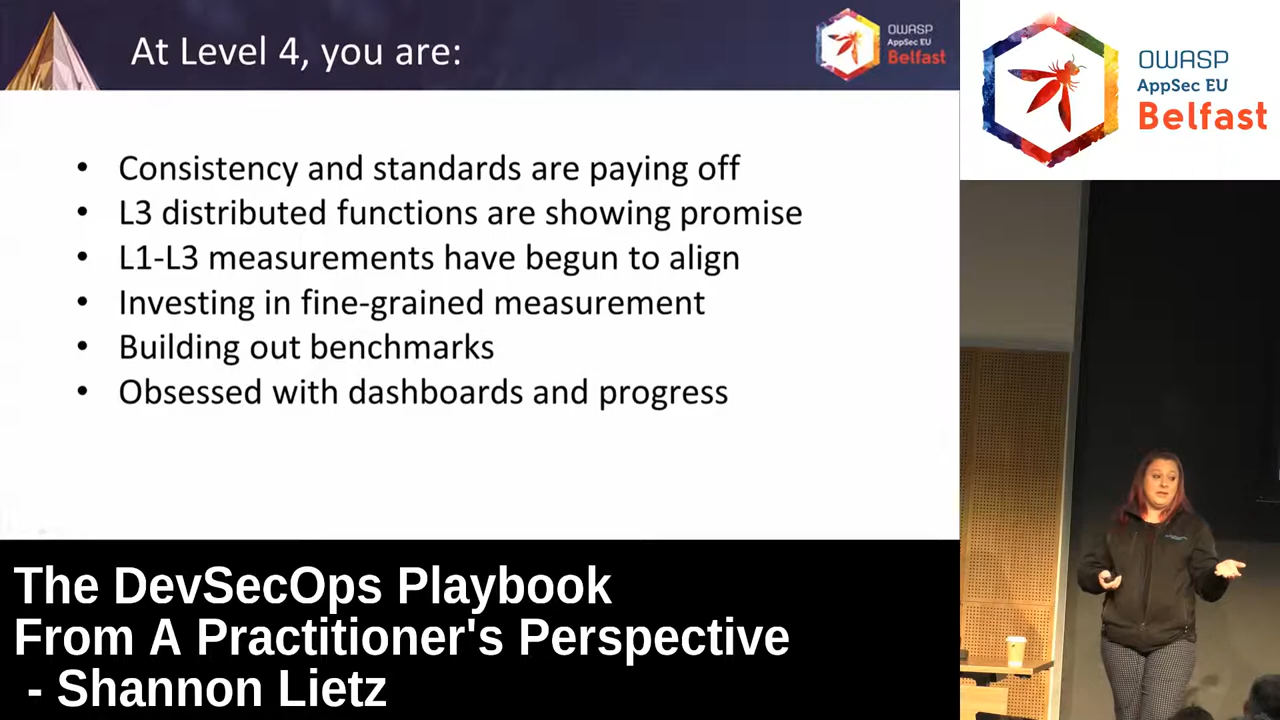 At Level 4, you are:
OWASP
AppSec EU
Belfast
• Consistency and standards are paying off
• L3 distributed functions are showing promise
• L1-L3 measurements have begun to align
• Investing in fine-grained measurement
• Building out benchmarks
• Obsessed with dashboards and progress
OWASP
AppSec EU
Belfast
The DevSecOps Playbook
From A Practitioner's Perspective
- Shannon Lietz